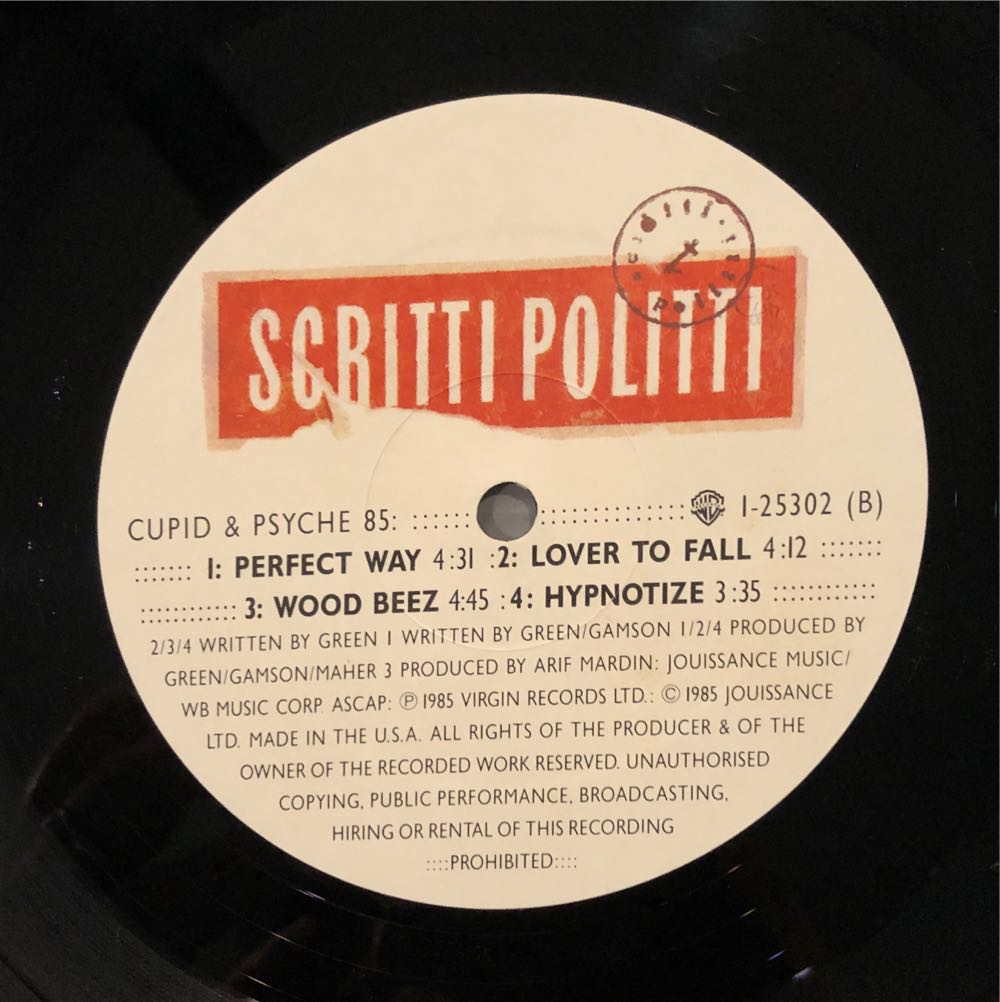 SCRITTI POLITTI
CUPID & PSYCHE 85: :::::: ::::::::::::::: 1-25302 (B)
::::::: 1: PERFECT WAY 4:31 :2: LOVER TO FALL 4:12 :::::::
:::::::::::: 3: WOOD BEEZ 4:45 :4: HYPNOTIZE 3:35 ::::::::::::
2/3/4 WRITTEN BY GREEN 1 WRITTEN BY GREEN/GAMSON 1/2/4 PRODUCED BY
GREEN/GAMSON/MAHER 3 PRODUCED BY ARIF MARDIN: JOUISSANCE MUSIC/
WB MUSIC CORP. ASCAP: ℗ 1985 VIRGIN RECORDS LTD.: © 1985 JOUISSANCE
LTD. MADE IN THE U.S.A. ALL RIGHTS OF THE PRODUCER & OF THE
OWNER OF THE RECORDED WORK RESERVED. UNAUTHORISED
COPYING, PUBLIC PERFORMANCE, BROADCASTING,
HIRING OR RENTAL OF THIS RECORDING
::::PROHIBITED::::